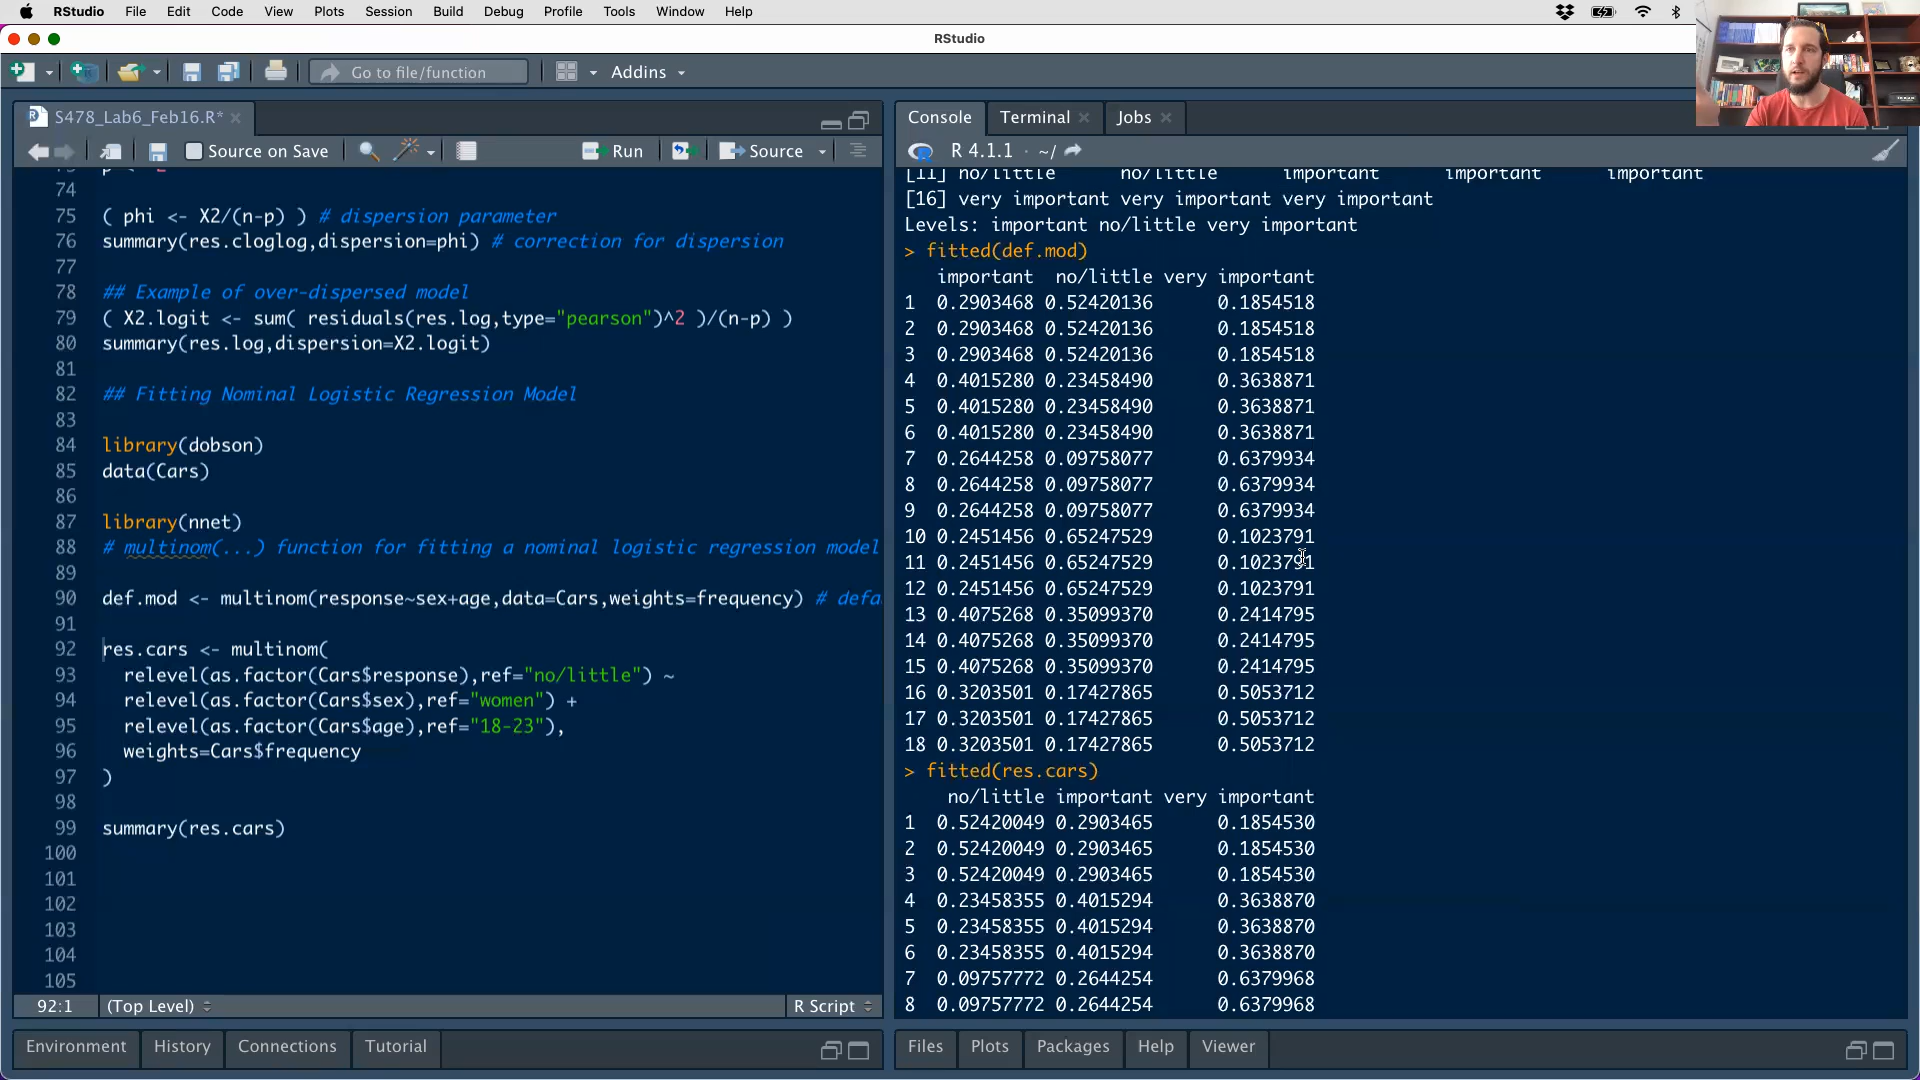 RStudio File Edit Code View Plots Session Build Debug Profile Tools Window Help
RStudio
Go to file/function Addins
S478_Lab6_Feb16.R*
Source on Save Run Source
74
75 ( phi <- X2/(n-p) ) # dispersion parameter
76 summary(res.cloglog,dispersion=phi) # correction for dispersion
77
78 ## Example of over-dispersed model
79 ( X2.logit <- sum( residuals(res.log,type="pearson")^2 )/(n-p) )
80 summary(res.log,dispersion=X2.logit)
81
82 ## Fitting Nominal Logistic Regression Model
83
84 library(dobson)
85 data(Cars)
86
87 library(nnet)
88 # multinom(...) function for fitting a nominal logistic regression model
89
90 def.mod <- multinom(response~sex+age,data=Cars,weights=frequency) # defa
91
92 res.cars <- multinom(
93 relevel(as.factor(Cars$response),ref="no/little") ~
94 relevel(as.factor(Cars$sex),ref="women") +
95 relevel(as.factor(Cars$age),ref="18-23"),
96 weights=Cars$frequency
97 )
98
99 summary(res.cars)
100
101
102
103
104
105
92:1 (Top Level) R Script
Environment History Connections Tutorial
Console Terminal Jobs
R 4.1.1 · ~/
[11] no/little no/little important important important
[16] very important very important very important
Levels: important no/little very important
> fitted(def.mod)
important no/little very important
1 0.2903468 0.52420136 0.1854518
2 0.2903468 0.52420136 0.1854518
3 0.2903468 0.52420136 0.1854518
4 0.4015280 0.23458490 0.3638871
5 0.4015280 0.23458490 0.3638871
6 0.4015280 0.23458490 0.3638871
7 0.2644258 0.09758077 0.6379934
8 0.2644258 0.09758077 0.6379934
9 0.2644258 0.09758077 0.6379934
10 0.2451456 0.65247529 0.1023791
11 0.2451456 0.65247529 0.1023791
12 0.2451456 0.65247529 0.1023791
13 0.4075268 0.35099370 0.2414795
14 0.4075268 0.35099370 0.2414795
15 0.4075268 0.35099370 0.2414795
16 0.3203501 0.17427865 0.5053712
17 0.3203501 0.17427865 0.5053712
18 0.3203501 0.17427865 0.5053712
> fitted(res.cars)
no/little important very important
1 0.52420049 0.2903465 0.1854530
2 0.52420049 0.2903465 0.1854530
3 0.52420049 0.2903465 0.1854530
4 0.23458355 0.4015294 0.3638870
5 0.23458355 0.4015294 0.3638870
6 0.23458355 0.4015294 0.3638870
7 0.09757772 0.2644254 0.6379968
8 0.09757772 0.2644254 0.6379968
Files Plots Packages Help Viewer